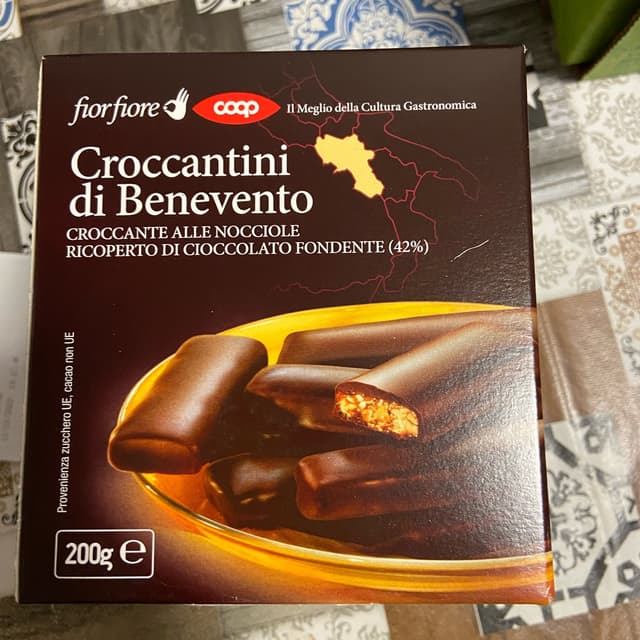 fiorfiore coop Il Meglio della Cultura Gastronomica
Croccantini
di Benevento
CROCCANTE ALLE NOCCIOLE
RICOPERTO DI CIOCCOLATO FONDENTE (42%)
Provenienza zucchero UE, cacao non UE
200g ℮